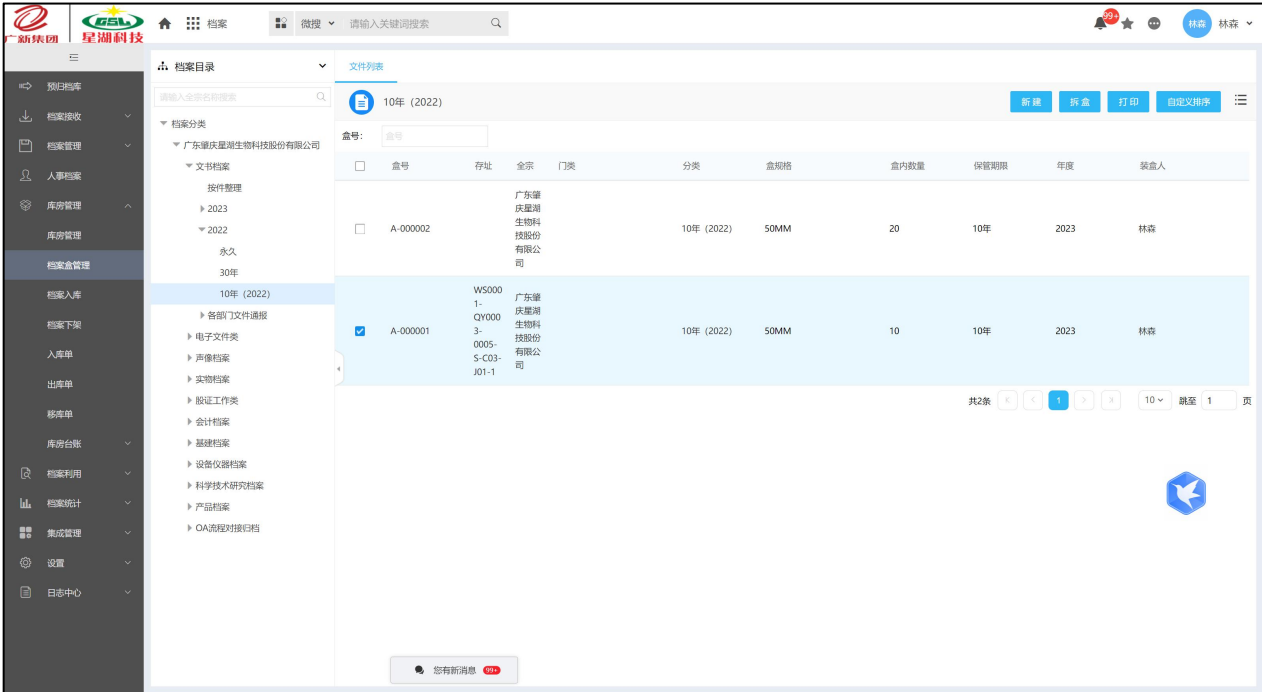 广新集团
GSL
星湖科技
档案
微搜
请输入关键词搜索
99+
林森
林森
预归档库
档案接收
档案管理
人事档案
库房管理
库房管理
档案盒管理
档案入库
档案下架
入库单
出库单
移库单
库房台账
档案利用
档案统计
集成管理
设置
日志中心
档案目录
请输入全宗名称搜索
档案分类
广东肇庆星湖生物科技股份有限公司
文书档案
按件整理
2023
2022
永久
30年
10年（2022）
各部门文件通报
电子文件类
声像档案
实物档案
股证工作类
会计档案
基建档案
设备仪器档案
科学技术研究档案
产品档案
OA流程对接归档
文件列表
10年（2022）
新建 拆盒 打印 自定义排序
盒号： 盒号
盒号 存址 全宗 门类 分类 盒规格 盒内数量 保管期限 年度 装盒人
A-000002
广东肇
庆星湖
生物科
技股份
有限公
司
10年（2022） 50MM 20 10年 2023 林森
A-000001
WS000
1-
QY000
3-
0005-
S-C03-
J01-1
广东肇
庆星湖
生物科
技股份
有限公
司
10年（2022） 50MM 10 10年 2023 林森
共2条 1 10 跳至 1 页
您有新消息 99+